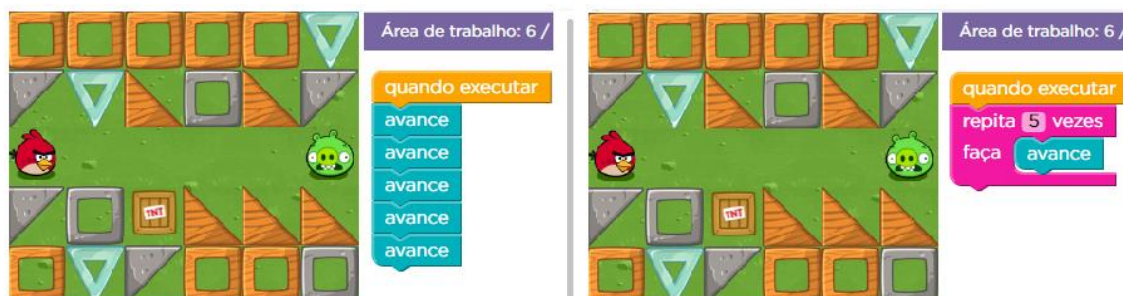 Área de trabalho: 6 /
quando executar
avance
avance
avance
avance
avance
TNT
Área de trabalho: 6 /
quando executar
repita 5 vezes
faça avance
TNT